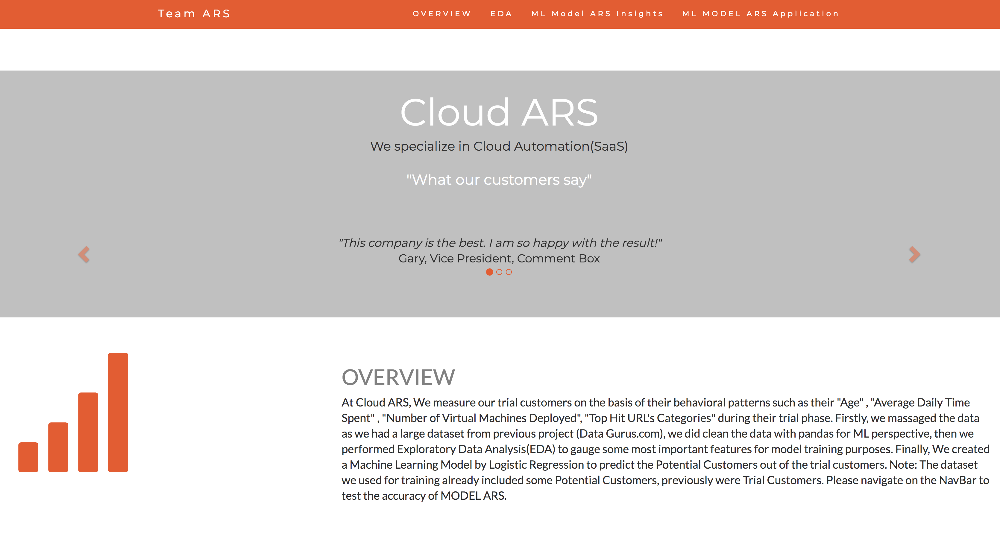 Team ARS
OVERVIEW EDA ML Model ARS Insights ML MODEL ARS Application
Cloud ARS
We specialize in Cloud Automation(SaaS)
"What our customers say"
"This company is the best. I am so happy with the result!"
Gary, Vice President, Comment Box
OVERVIEW
At Cloud ARS, We measure our trial customers on the basis of their behavioral patterns such as their "Age" , "Average Daily Time
Spent" , "Number of Virtual Machines Deployed", "Top Hit URL's Categories" during their trial phase. Firstly, we massaged the data
as we had a large dataset from previous project (Data Gurus.com), we did clean the data with pandas for ML perspective, then we
performed Exploratory Data Analysis(EDA) to gauge some most important features for model training purposes. Finally, We created
a Machine Learning Model by Logistic Regression to predict the Potential Customers out of the trial customers. Note: The dataset
we used for training already included some Potential Customers, previously were Trial Customers. Please navigate on the NavBar to
test the accuracy of MODEL ARS.